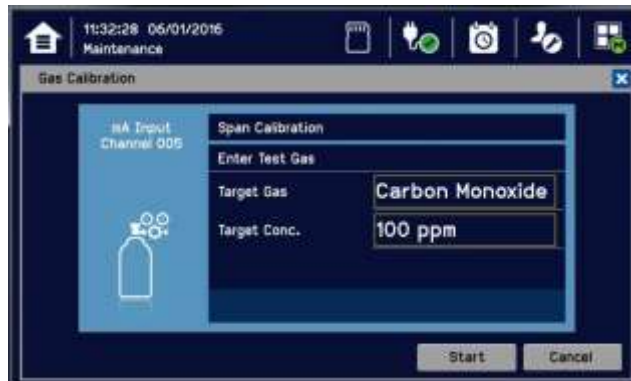 11:32:28 06/01/2016
Maintenance
Gas Calibration
mA Input
Channel 005
Span Calibration
Enter Test Gas
Target Gas
Carbon Monoxide
Target Conc.
100 ppm
Start
Cancel